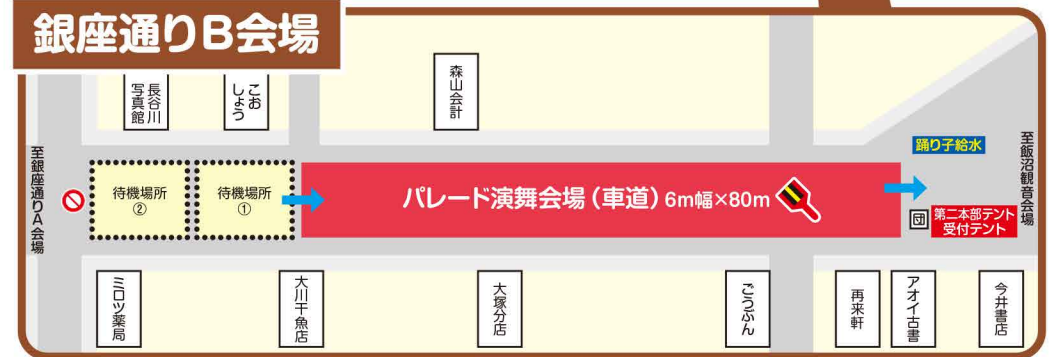 銀座通りB会場
長谷川
写真館
こお
しょう
森山会計
至銀座通りA会場
待機場所
②
待機場所
①
パレード演舞会場（車道）6m幅×80m
踊り子給水
至飯沼観音会場
団
第二本部テント
受付テント
ミロツ薬局
大川干魚店
大塚分店
ごうぶん
再来軒
アオイ古書
今井書店